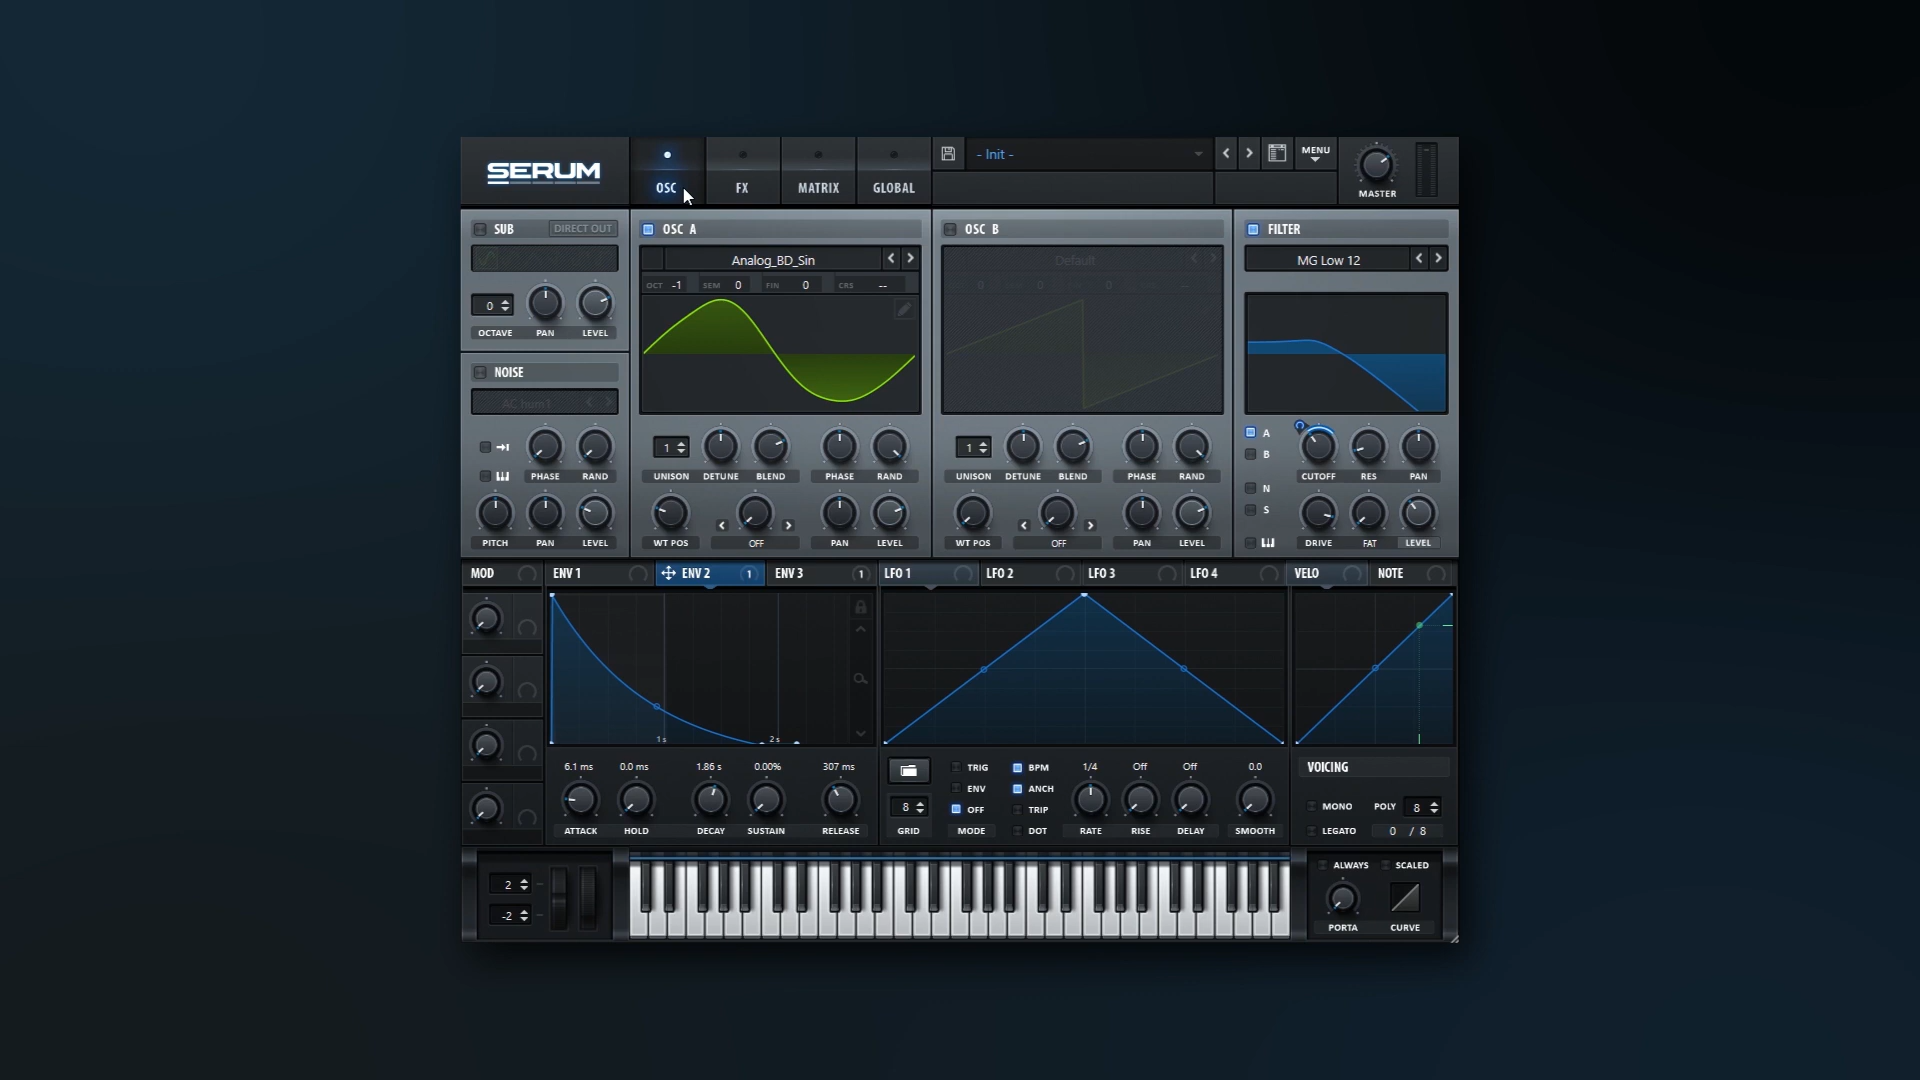 SERUM
OSC FX MATRIX GLOBAL
- Init -
MENU
MASTER
SUB DIRECT OUT
0
OCTAVE PAN LEVEL
NOISE
AC hum1
PHASE RAND
PITCH PAN LEVEL
OSC A
Analog_BD_Sin
OCT -1 SEM 0 FIN 0 CRS --
1
UNISON DETUNE BLEND PHASE RAND
WT POS OFF PAN LEVEL
OSC B
Default
1
UNISON DETUNE BLEND PHASE RAND
WT POS OFF PAN LEVEL
FILTER
MG Low 12
A
B
N
S
CUTOFF RES PAN
DRIVE FAT LEVEL
MOD ENV 1 ENV 2 1 ENV 3 1 LFO 1 LFO 2 LFO 3 LFO 4 VELO NOTE
1s 2s
6.1 ms 0.0 ms 1.86 s 0.00% 307 ms
ATTACK HOLD DECAY SUSTAIN RELEASE
8
GRID
TRIG
ENV
OFF
MODE
BPM
ANCH
TRIP
DOT
1/4 Off Off 0.0
RATE RISE DELAY SMOOTH
VOICING
MONO POLY 8
LEGATO 0 / 8
2
-2
ALWAYS SCALED
PORTA CURVE